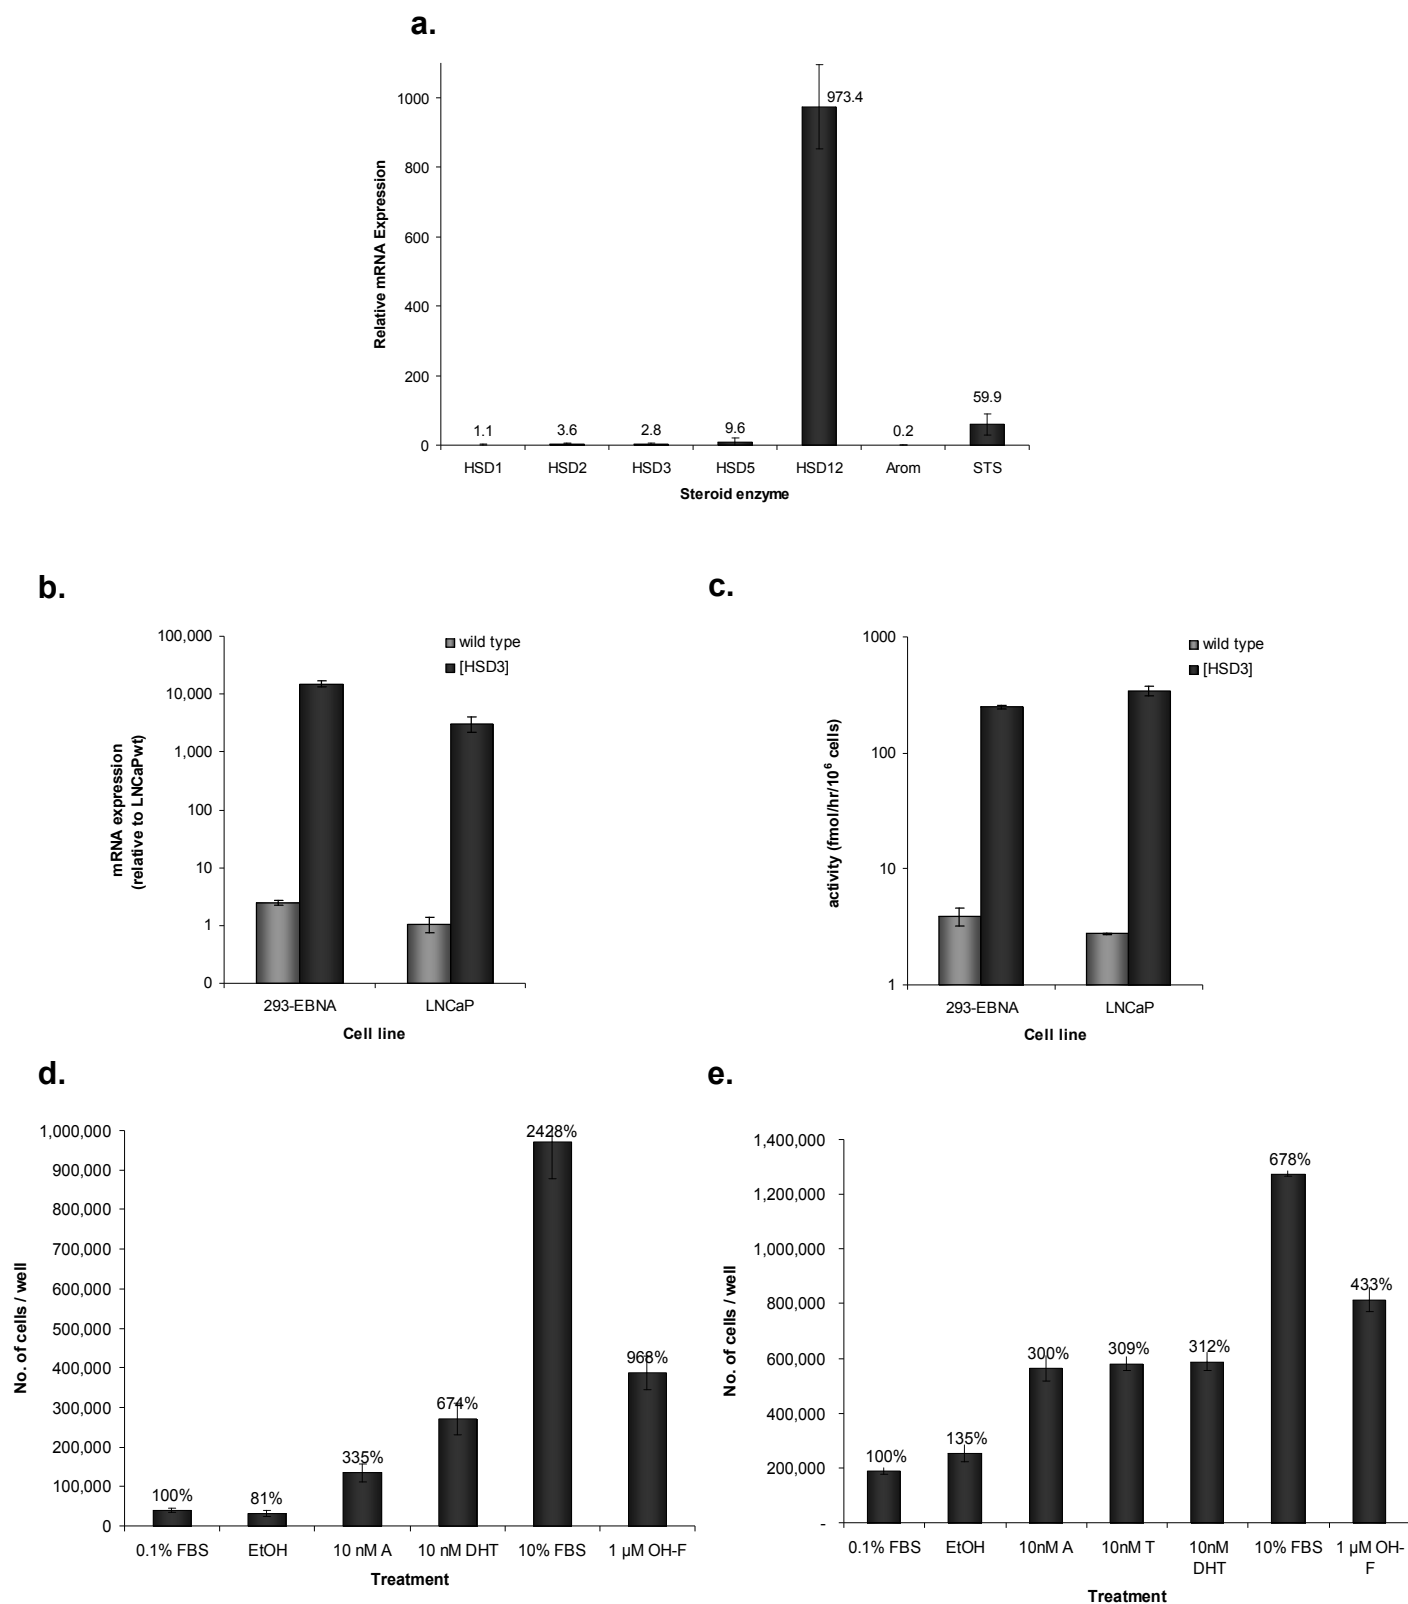 a.
Relative mRNA Expression
1000
800
600
400
200
0
973.4
59.9
1.1
3.6
2.8
9.6
0.2
HSD1 HSD2 HSD3 HSD5 HSD12 Arom STS
Steroid enzyme
b.
mRNA expression
(relative to LNCaPwt)
100,000
10,000
1,000
100
10
1
0
wild type
[HSD3]
293-EBNA LNCaP
Cell line
c.
activity (fmol/hr/10⁶ cells)
1000
100
10
1
wild type
[HSD3]
293-EBNA LNCaP
Cell line
d.
No. of cells / well
1,000,000
900,000
800,000
700,000
600,000
500,000
400,000
300,000
200,000
100,000
0
100%
81%
335%
674%
2428%
968%
0.1% FBS EtOH 10 nM A 10 nM DHT 10% FBS 1 µM OH-F
Treatment
e.
No. of cells / well
1,400,000
1,200,000
1,000,000
800,000
600,000
400,000
200,000
-
100%
135%
300%
309%
312%
678%
433%
0.1% FBS EtOH 10nM A 10nM T 10nM 10% FBS 1 µM OH-
DHT F
Treatment